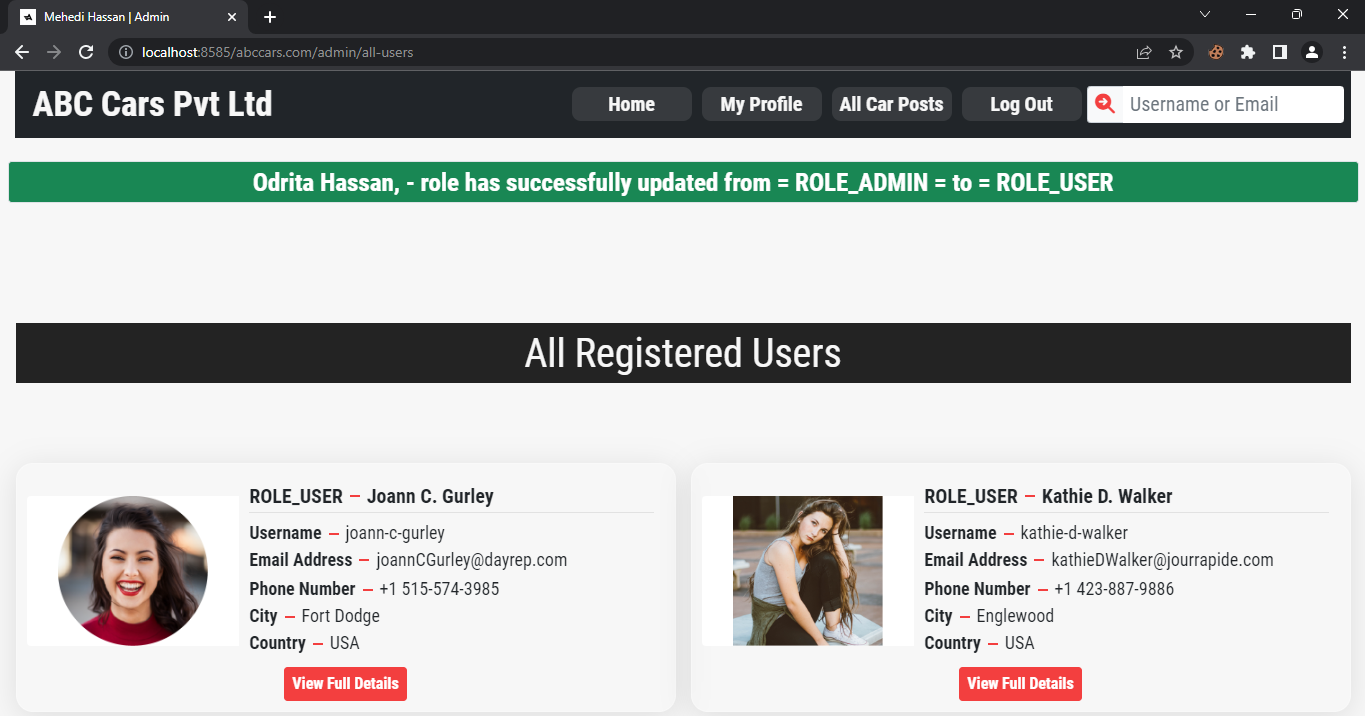 Mehedi Hassan | Admin
localhost:8585/abccars.com/admin/all-users
ABC Cars Pvt Ltd
Home
My Profile
All Car Posts
Log Out
Username or Email
Odrita Hassan, - role has successfully updated from = ROLE_ADMIN = to = ROLE_USER
All Registered Users
ROLE_USER — Joann C. Gurley
Username — joann-c-gurley
Email Address — joannCGurley@dayrep.com
Phone Number — +1 515-574-3985
City — Fort Dodge
Country — USA
View Full Details
ROLE_USER — Kathie D. Walker
Username — kathie-d-walker
Email Address — kathieDWalker@jourrapide.com
Phone Number — +1 423-887-9886
City — Englewood
Country — USA
View Full Details